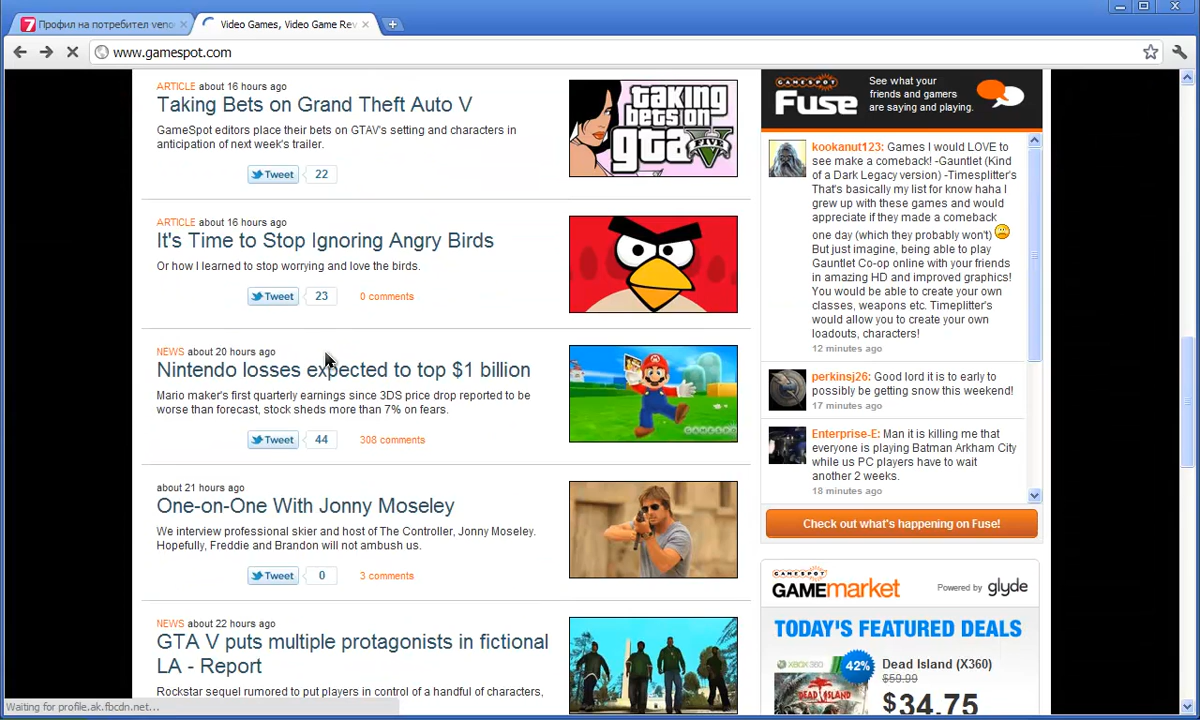 Профил на потребител veno
Video Games, Video Game Rev
www.gamespot.com
ARTICLE about 16 hours ago
Taking Bets on Grand Theft Auto V
GameSpot editors place their bets on GTAV's setting and characters in
anticipation of next week's trailer.
Tweet 22
taking
bets on
gta V
FIVE
ARTICLE about 16 hours ago
It's Time to Stop Ignoring Angry Birds
Or how I learned to stop worrying and love the birds.
Tweet 23 0 comments
NEWS about 20 hours ago
Nintendo losses expected to top $1 billion
Mario maker's first quarterly earnings since 3DS price drop reported to be
worse than forecast, stock sheds more than 7% on fears.
Tweet 44 308 comments
GAMESPOT
about 21 hours ago
One-on-One With Jonny Moseley
We interview professional skier and host of The Controller, Jonny Moseley.
Hopefully, Freddie and Brandon will not ambush us.
Tweet 0 3 comments
NEWS about 22 hours ago
GTA V puts multiple protagonists in fictional
LA - Report
Rockstar sequel rumored to put players in control of a handful of characters,
GAMESPOT
Fuse
See what your
friends and gamers
are saying and playing.
kookanut123: Games I would LOVE to
see make a comeback! -Gauntlet (Kind
of a Dark Legacy version) -Timesplitter's
That's basically my list for know haha I
grew up with these games and would
appreciate if they made a comeback
one day (which they probably won't)
But just imagine, being able to play
Gauntlet Co-op online with your friends
in amazing HD and improved graphics!
You would be able to create your own
classes, weapons etc. Timeplitter's
would allow you to create your own
loadouts, characters!
12 minutes ago
perkinsj26: Good lord it is to early to
possibly be getting snow this weekend!
17 minutes ago
Enterprise-E: Man it is killing me that
everyone is playing Batman Arkham City
while us PC players have to wait
another 2 weeks.
18 minutes ago
Check out what's happening on Fuse!
GAMESPOT
GAMEmarket Powered by glyde
TODAY'S FEATURED DEALS
XBOX 360
DEAD ISLAND
42%
Dead Island (X360)
$59.99
$34.75
Waiting for profile.ak.fbcdn.net...